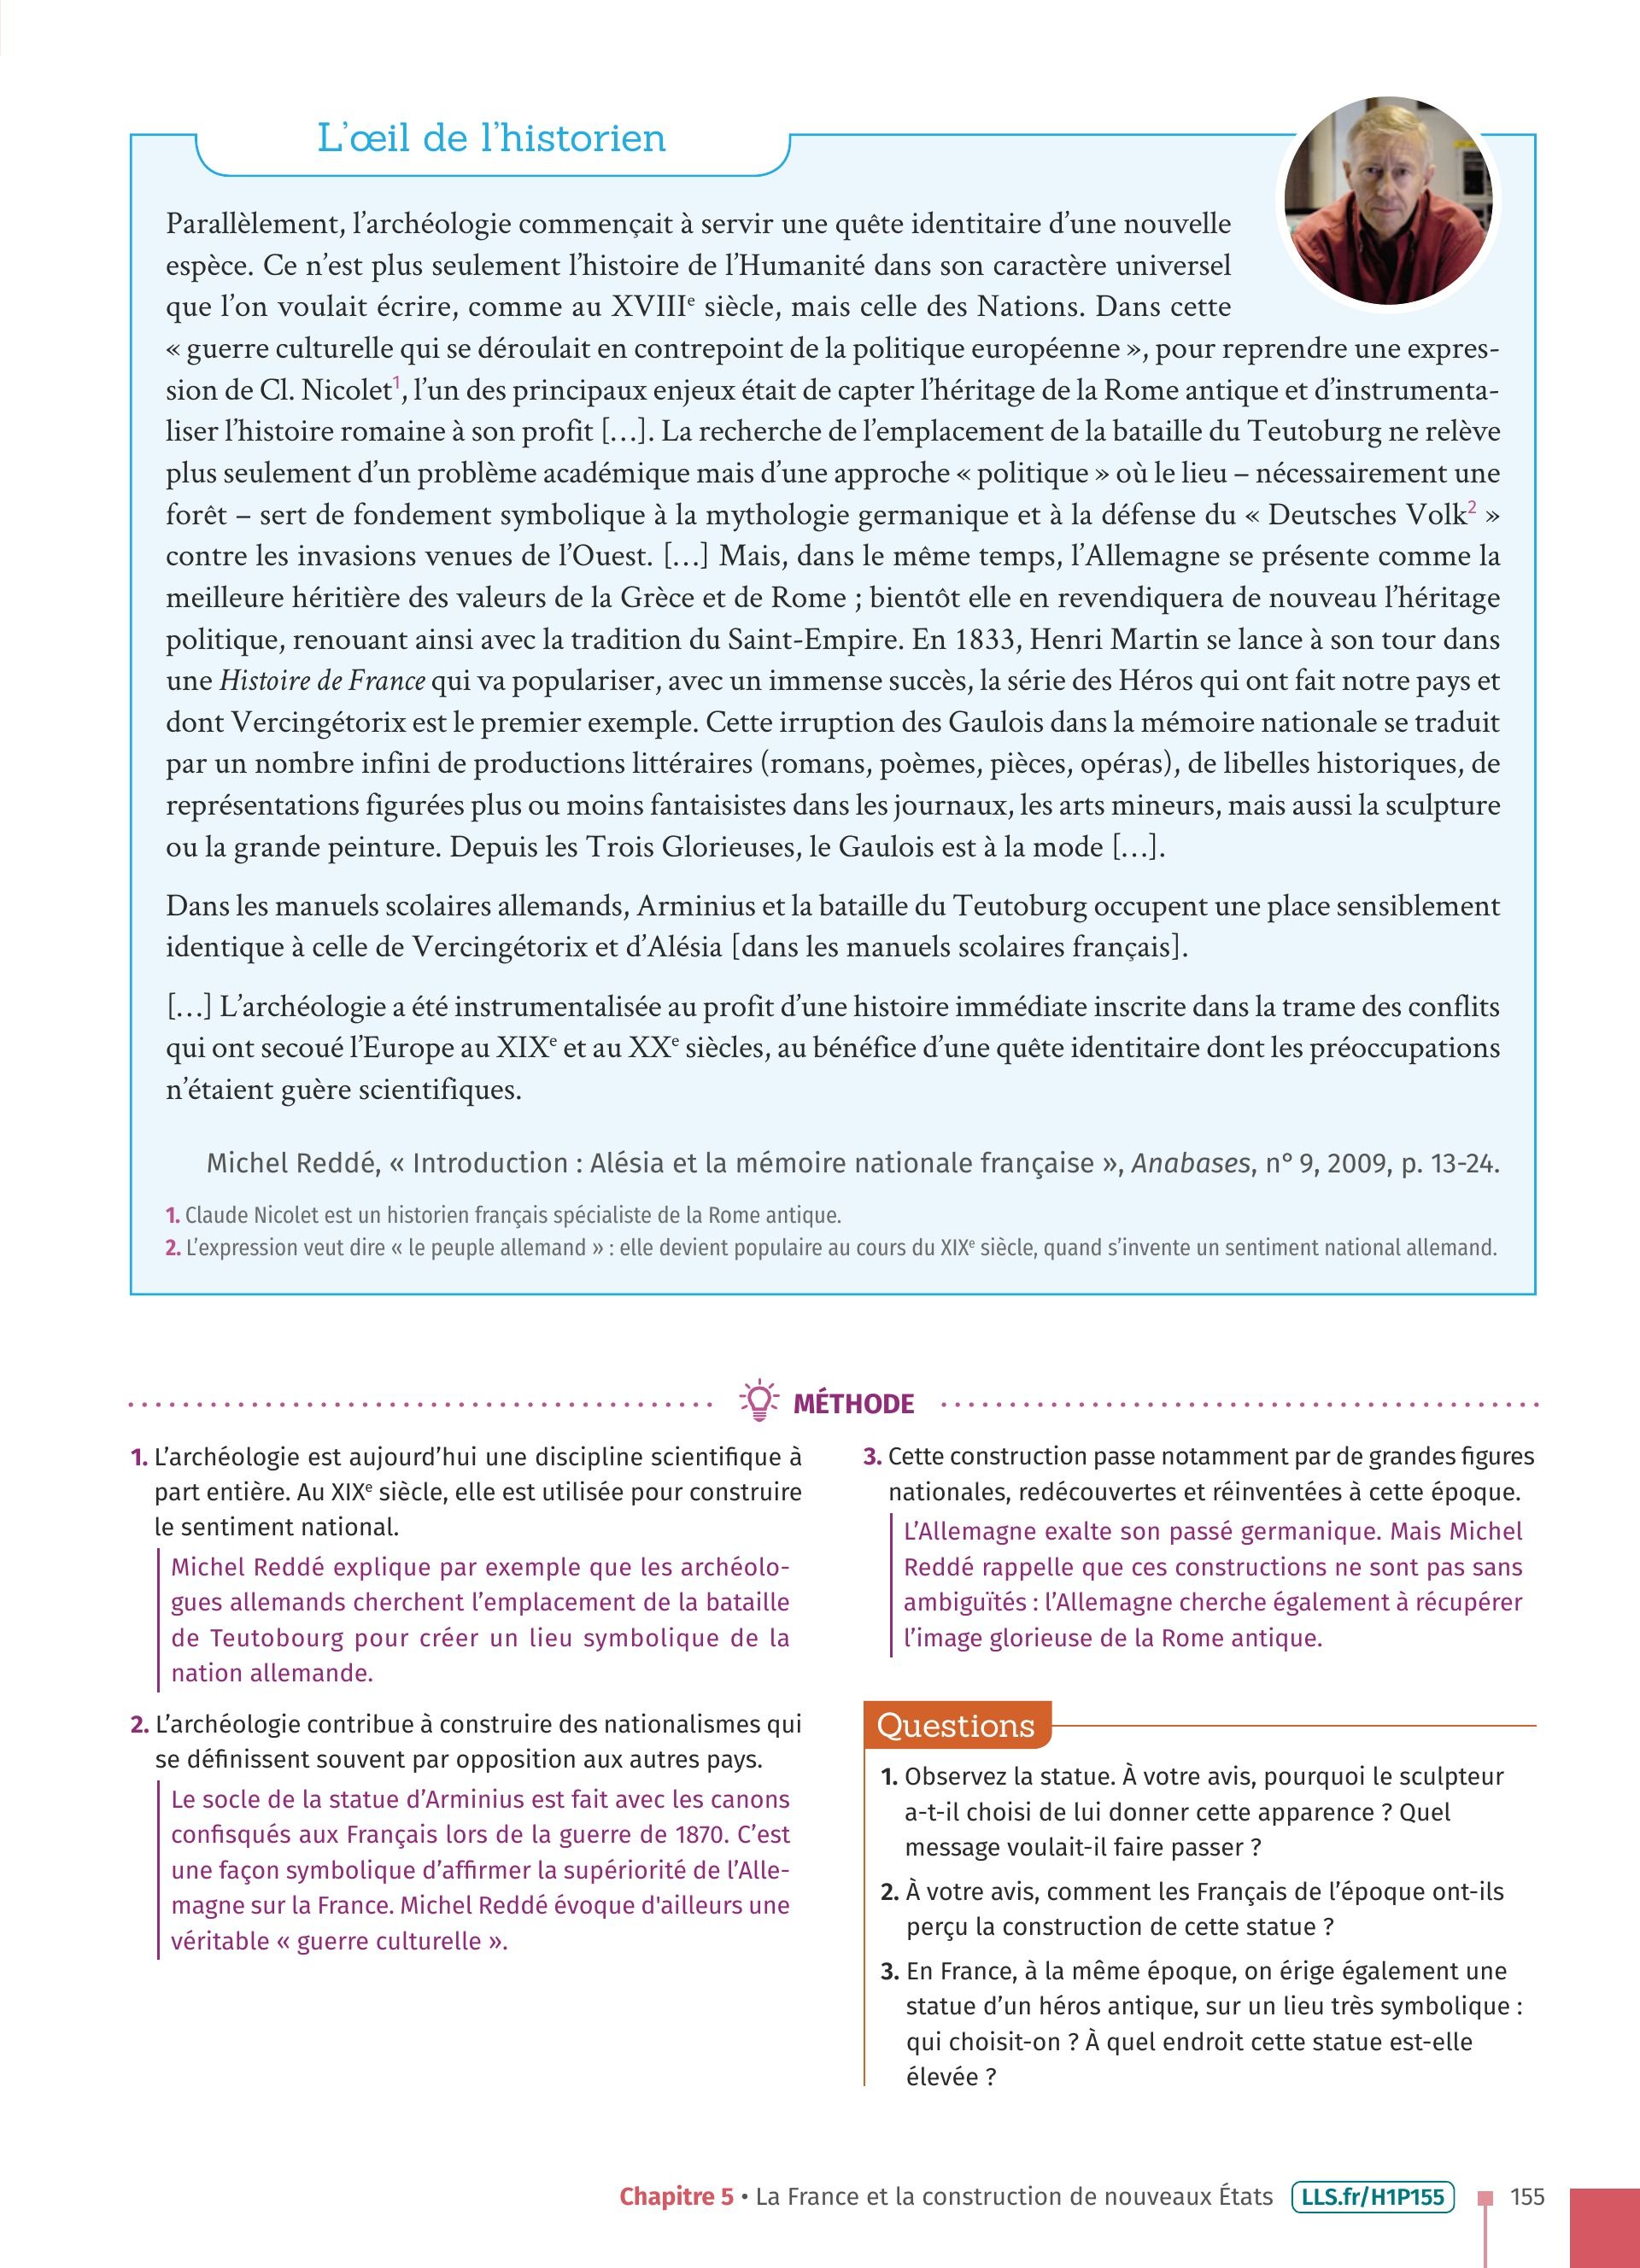 L'œil de l'historien
Parallèlement, l'archéologie commençait à servir une quête identitaire d'une nouvelle
espèce. Ce n'est plus seulement l'histoire de l'Humanité dans son caractère universel
que l'on voulait écrire, comme au XVIIIe siècle, mais celle des Nations. Dans cette
« guerre culturelle qui se déroulait en contrepoint de la politique européenne », pour reprendre une expres-
sion de Cl. Nicolet1, l'un des principaux enjeux était de capter l'héritage de la Rome antique et d'instrumenta-
liser l'histoire romaine à son profit […]. La recherche de l'emplacement de la bataille du Teutoburg ne relève
plus seulement d'un problème académique mais d'une approche « politique » où le lieu – nécessairement une
forêt – sert de fondement symbolique à la mythologie germanique et à la défense du « Deutsches Volk2 »
contre les invasions venues de l'Ouest. […] Mais, dans le même temps, l'Allemagne se présente comme la
meilleure héritière des valeurs de la Grèce et de Rome ; bientôt elle en revendiquera de nouveau l'héritage
politique, renouant ainsi avec la tradition du Saint-Empire. En 1833, Henri Martin se lance à son tour dans
une Histoire de France qui va populariser, avec un immense succès, la série des Héros qui ont fait notre pays et
dont Vercingétorix est le premier exemple. Cette irruption des Gaulois dans la mémoire nationale se traduit
par un nombre infini de productions littéraires (romans, poèmes, pièces, opéras), de libelles historiques, de
représentations figurées plus ou moins fantaisistes dans les journaux, les arts mineurs, mais aussi la sculpture
ou la grande peinture. Depuis les Trois Glorieuses, le Gaulois est à la mode […].
Dans les manuels scolaires allemands, Arminius et la bataille du Teutoburg occupent une place sensiblement
identique à celle de Vercingétorix et d'Alésia [dans les manuels scolaires français].
[…] L'archéologie a été instrumentalisée au profit d'une histoire immédiate inscrite dans la trame des conflits
qui ont secoué l'Europe au XIXe et au XXe siècles, au bénéfice d'une quête identitaire dont les préoccupations
n'étaient guère scientifiques.
Michel Reddé, « Introduction : Alésia et la mémoire nationale française », Anabases, n° 9, 2009, p. 13-24.
1. Claude Nicolet est un historien français spécialiste de la Rome antique.
2. L'expression veut dire « le peuple allemand » : elle devient populaire au cours du XIXe siècle, quand s'invente un sentiment national allemand.
MÉTHODE
1. L'archéologie est aujourd'hui une discipline scientifique à
part entière. Au XIXe siècle, elle est utilisée pour construire
le sentiment national.
Michel Reddé explique par exemple que les archéolo-
gues allemands cherchent l'emplacement de la bataille
de Teutobourg pour créer un lieu symbolique de la
nation allemande.
2. L'archéologie contribue à construire des nationalismes qui
se définissent souvent par opposition aux autres pays.
Le socle de la statue d'Arminius est fait avec les canons
confisqués aux Français lors de la guerre de 1870. C'est
une façon symbolique d'affirmer la supériorité de l'Alle-
magne sur la France. Michel Reddé évoque d'ailleurs une
véritable « guerre culturelle ».
3. Cette construction passe notamment par de grandes figures
nationales, redécouvertes et réinventées à cette époque.
L'Allemagne exalte son passé germanique. Mais Michel
Reddé rappelle que ces constructions ne sont pas sans
ambiguïtés : l'Allemagne cherche également à récupérer
l'image glorieuse de la Rome antique.
Questions
1. Observez la statue. À votre avis, pourquoi le sculpteur
a-t-il choisi de lui donner cette apparence ? Quel
message voulait-il faire passer ?
2. À votre avis, comment les Français de l'époque ont-ils
perçu la construction de cette statue ?
3. En France, à la même époque, on érige également une
statue d'un héros antique, sur un lieu très symbolique :
qui choisit-on ? À quel endroit cette statue est-elle
élevée ?
Chapitre 5 • La France et la construction de nouveaux États LLS.fr/H1P155 155